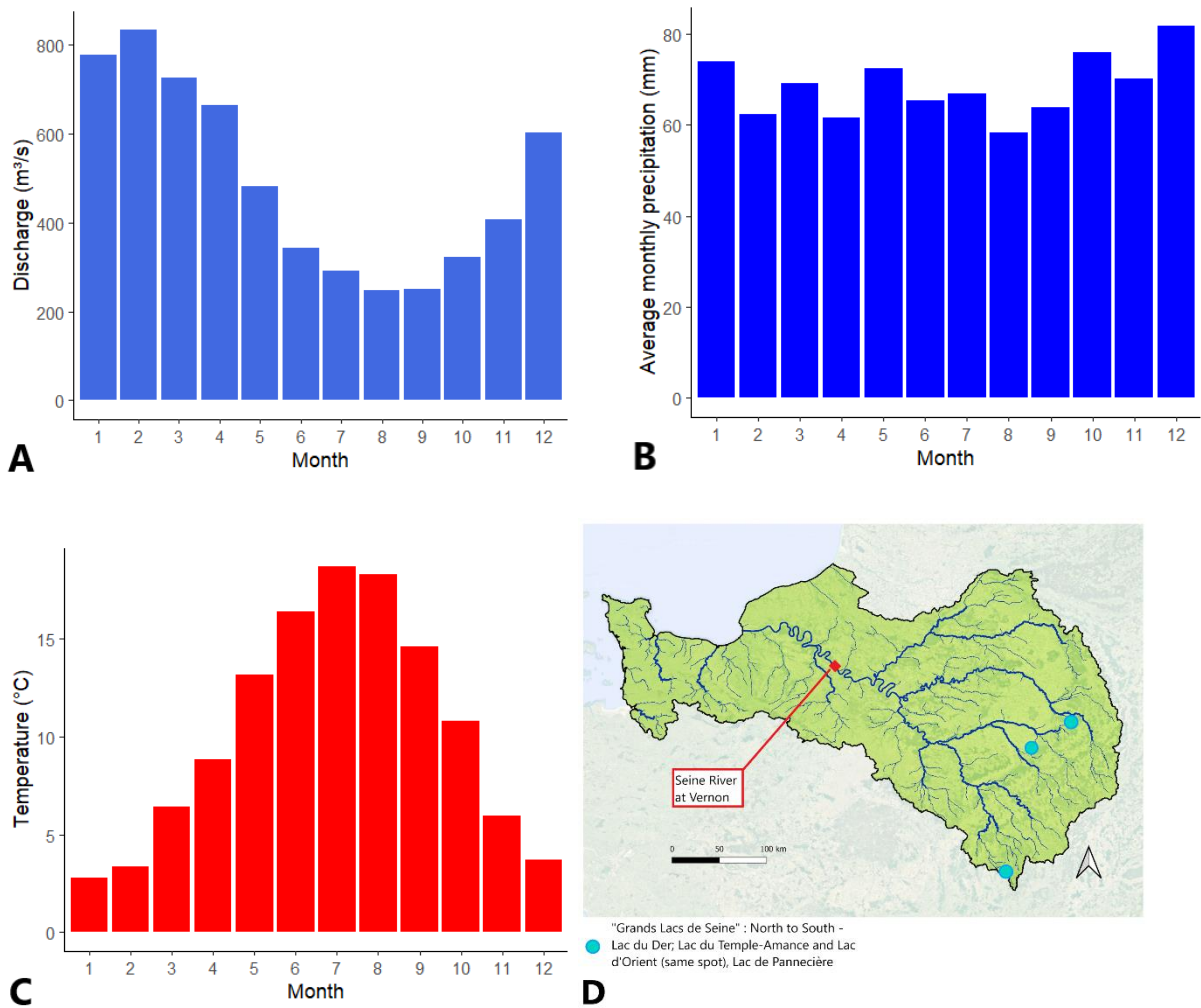 800
600
400
200
0
Discharge (m³/s)
1 2 3 4 5 6 7 8 9 10 11 12
Month
A
80
60
40
20
0
Average monthly precipitation (mm)
1 2 3 4 5 6 7 8 9 10 11 12
Month
B
15
10
5
0
Temperature (°C)
1 2 3 4 5 6 7 8 9 10 11 12
Month
C
Seine River
at Vernon
0 50 100 km
"Grands Lacs de Seine" : North to South -
Lac du Der; Lac du Temple-Amance and Lac
d'Orient (same spot), Lac de Pannecière
D